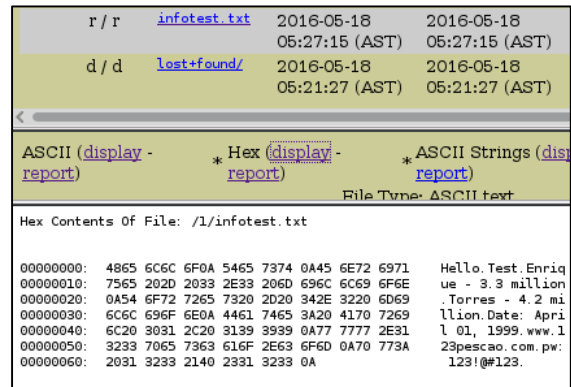 r / r infotest.txt 2016-05-18 2016-05-18
05:27:15 (AST) 05:27:15 (AST)
d / d lost+found/ 2016-05-18 2016-05-18
05:21:27 (AST) 05:21:27 (AST)
ASCII (display - * Hex (display - * ASCII Strings (disp
report) report) report)
File Type: ASCII text
Hex Contents Of File: /1/infotest.txt
00000000: 4865 6C6C 6F0A 5465 7374 0A45 6E72 6971 Hello.Test.Enriq
00000010: 7565 202D 2033 2E33 206D 696C 6C69 6F6E ue - 3.3 million
00000020: 0A54 6F72 7265 7320 2D20 342E 3220 6D69 .Torres - 4.2 mi
00000030: 6C6C 696F 6E0A 4461 7465 3A20 4170 7269 llion.Date: Apri
00000040: 6C20 3031 2C20 3139 3939 0A77 7777 2E31 l 01, 1999.www.1
00000050: 3233 7065 7363 616F 2E63 6F6D 0A70 773A 23pescao.com.pw:
00000060: 2031 3233 2140 2331 3233 0A 123!@#123.